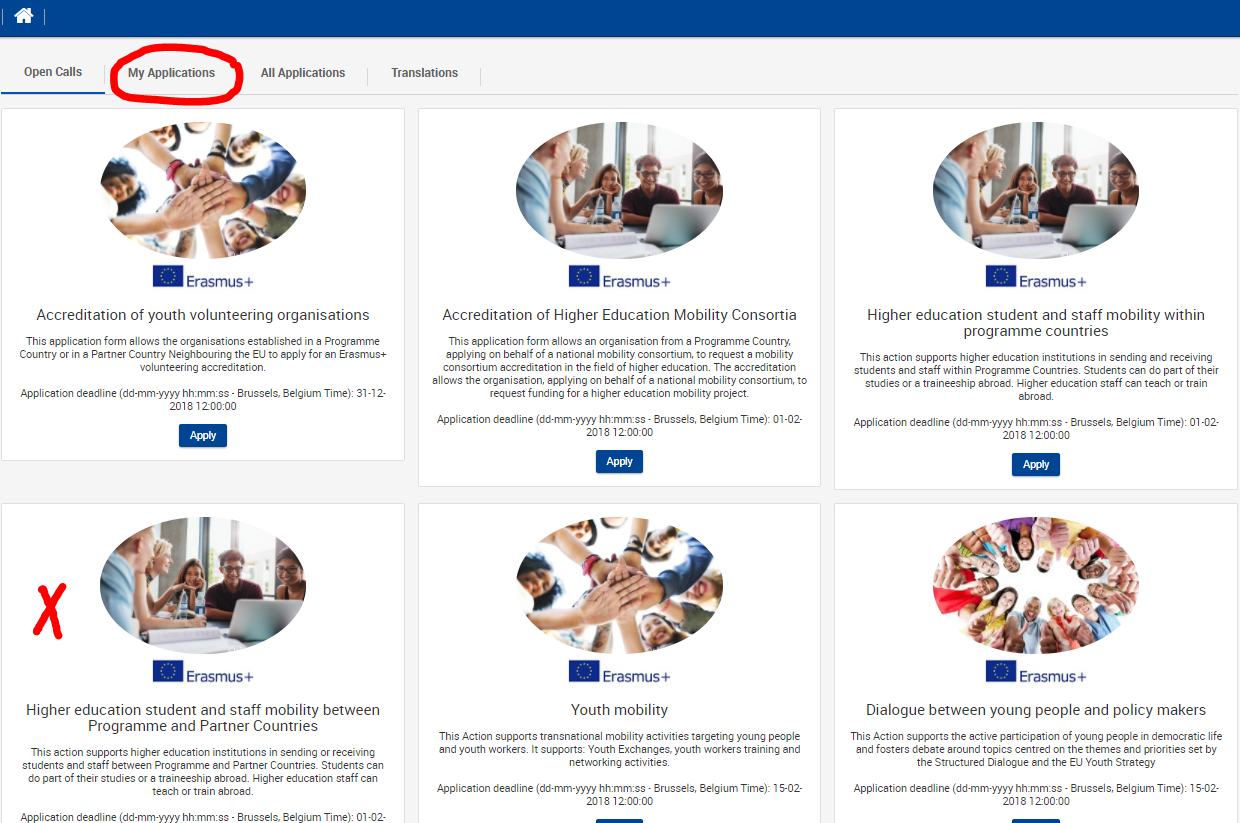 Open Calls
My Applications
All Applications
Translations
Erasmus+
Accreditation of youth volunteering organisations
This application form allows the organisations established in a Programme
Country or in a Partner Country Neighbouring the EU to apply for an Erasmus+
volunteering accreditation.
Application deadline (dd-mm-yyyy hh:mm:ss - Brussels, Belgium Time): 31-12-
2018 12:00:00
Apply
Erasmus+
Accreditation of Higher Education Mobility Consortia
This application form allows an organisation from a Programme Country,
applying on behalf of a national mobility consortium, to request a mobility
consortium accreditation in the field of higher education. The accreditation
allows the organisation, applying on behalf of a national mobility consortium, to
request funding for a higher education mobility project.
Application deadline (dd-mm-yyyy hh:mm:ss - Brussels, Belgium Time): 01-02-
2018 12:00:00
Apply
Erasmus+
Higher education student and staff mobility within
programme countries
This action supports higher education institutions in sending and receiving
students and staff within Programme Countries. Students can do part of their
studies or a traineeship abroad. Higher education staff can teach or train
abroad.
Application deadline (dd-mm-yyyy hh:mm:ss - Brussels, Belgium Time): 01-02-
2018 12:00:00
Apply
X
Erasmus+
Higher education student and staff mobility between
Programme and Partner Countries
This action supports higher education institutions in sending or receiving
students and staff between Programme and Partner Countries. Students can
do part of their studies or a traineeship abroad. Higher education staff can
teach or train abroad.
Application deadline (dd-mm-yyyy hh:mm:ss - Brussels, Belgium Time): 01-02-
Erasmus+
Youth mobility
This Action supports transnational mobility activities targeting young people
and youth workers. It supports: Youth Exchanges, youth workers training and
networking activities.
Application deadline (dd-mm-yyyy hh:mm:ss - Brussels, Belgium Time): 15-02-
2018 12:00:00
Erasmus+
Dialogue between young people and policy makers
This Action supports the active participation of young people in democratic life
and fosters debate around topics centred on the themes and priorities set by
the Structured Dialogue and the EU Youth Strategy
Application deadline (dd-mm-yyyy hh:mm:ss - Brussels, Belgium Time): 15-02-
2018 12:00:00